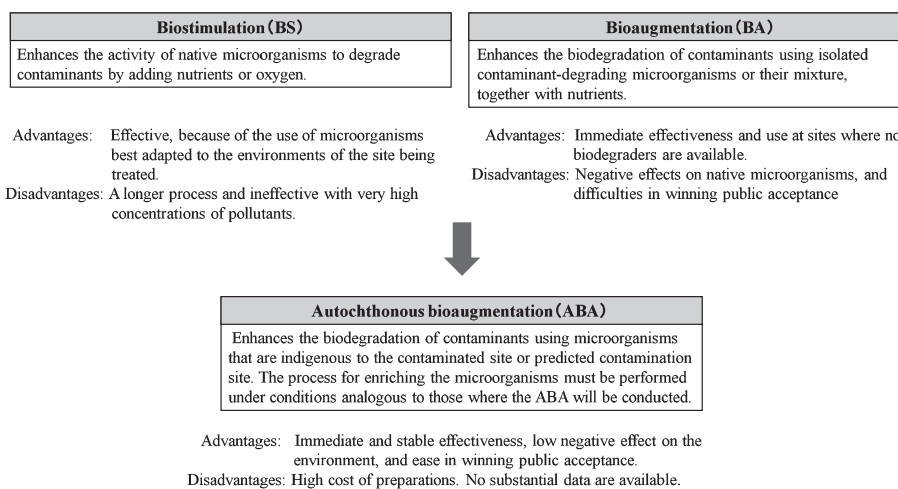 Biostimulation(BS)
Enhances the activity of native microorganisms to degrade
contaminants by adding nutrients or oxygen.
Advantages: Effective, because of the use of microorganisms
best adapted to the environments of the site being
treated.
Disadvantages: A longer process and ineffective with very high
concentrations of pollutants.
Bioaugmentation(BA)
Enhances the biodegradation of contaminants using isolated
contaminant-degrading microorganisms or their mixture,
together with nutrients.
Advantages: Immediate effectiveness and use at sites where no
biodegraders are available.
Disadvantages: Negative effects on native microorganisms, and
difficulties in winning public acceptance
Autochthonous bioaugmentation(ABA)
Enhances the biodegradation of contaminants using microorganisms
that are indigenous to the contaminated site or predicted contamination
site. The process for enriching the microorganisms must be performed
under conditions analogous to those where the ABA will be conducted.
Advantages: Immediate and stable effectiveness, low negative effect on the
environment, and ease in winning public acceptance.
Disadvantages: High cost of preparations. No substantial data are available.